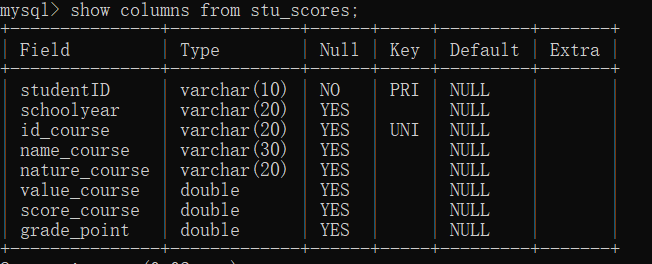 mysql> show columns from stu_scores;
+---------------+-------------+------+-----+---------+-------+
| Field         | Type        | Null | Key | Default | Extra |
+---------------+-------------+------+-----+---------+-------+
| studentID     | varchar(10) | NO   | PRI | NULL    |       |
| schoolyear    | varchar(20) | YES  |     | NULL    |       |
| id_course     | varchar(20) | YES  | UNI | NULL    |       |
| name_course   | varchar(30) | YES  |     | NULL    |       |
| nature_course | varchar(20) | YES  |     | NULL    |       |
| value_course  | double      | YES  |     | NULL    |       |
| score_course  | double      | YES  |     | NULL    |       |
| grade_point   | double      | YES  |     | NULL    |       |
+---------------+-------------+------+-----+---------+-------+